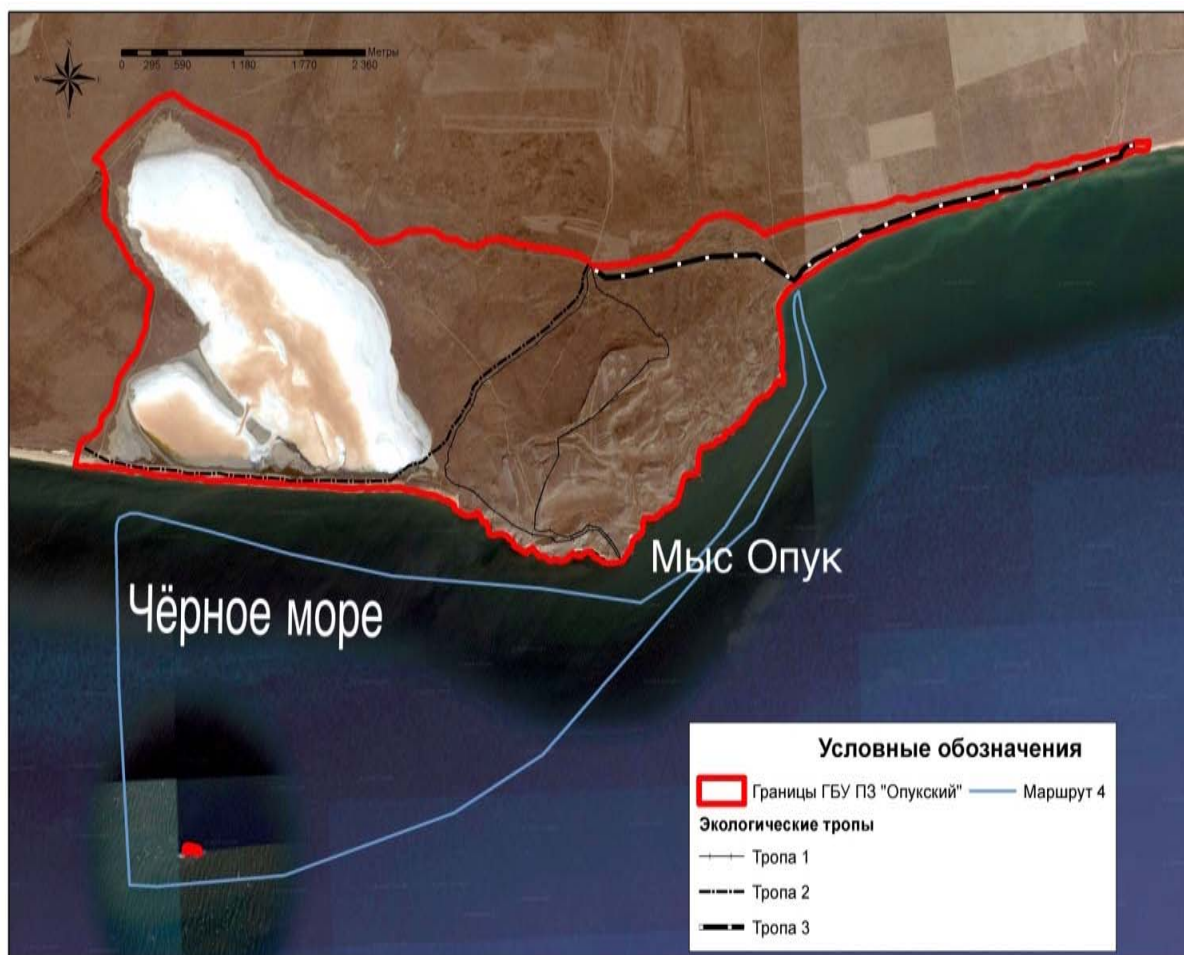 Метры
0 295 590 1 180 1 770 2 360
Мыс Опук
Чёрное море
Условные обозначения
Границы ГБУ ПЗ "Опукский" Маршрут 4
Экологические тропы
Тропа 1
Тропа 2
Тропа 3